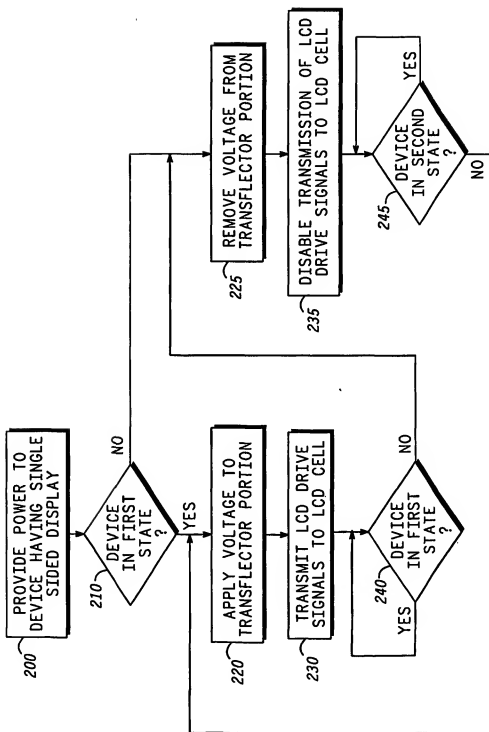 PROVIDE POWER TO
DEVICE HAVING SINGLE
SIDED DISPLAY
200
DEVICE
IN FIRST
STATE
?
210
NO
YES
APPLY VOLTAGE TO
TRANSFLECTOR PORTION
220
TRANSMIT LCD DRIVE
SIGNALS TO LCD CELL
230
DEVICE
IN FIRST
STATE
?
240
YES
NO
REMOVE VOLTAGE FROM
TRANSFLECTOR PORTION
225
DISABLE TRANSMISSION OF LCD
DRIVE SIGNALS TO LCD CELL
235
DEVICE
IN SECOND
STATE
?
245
YES
NO